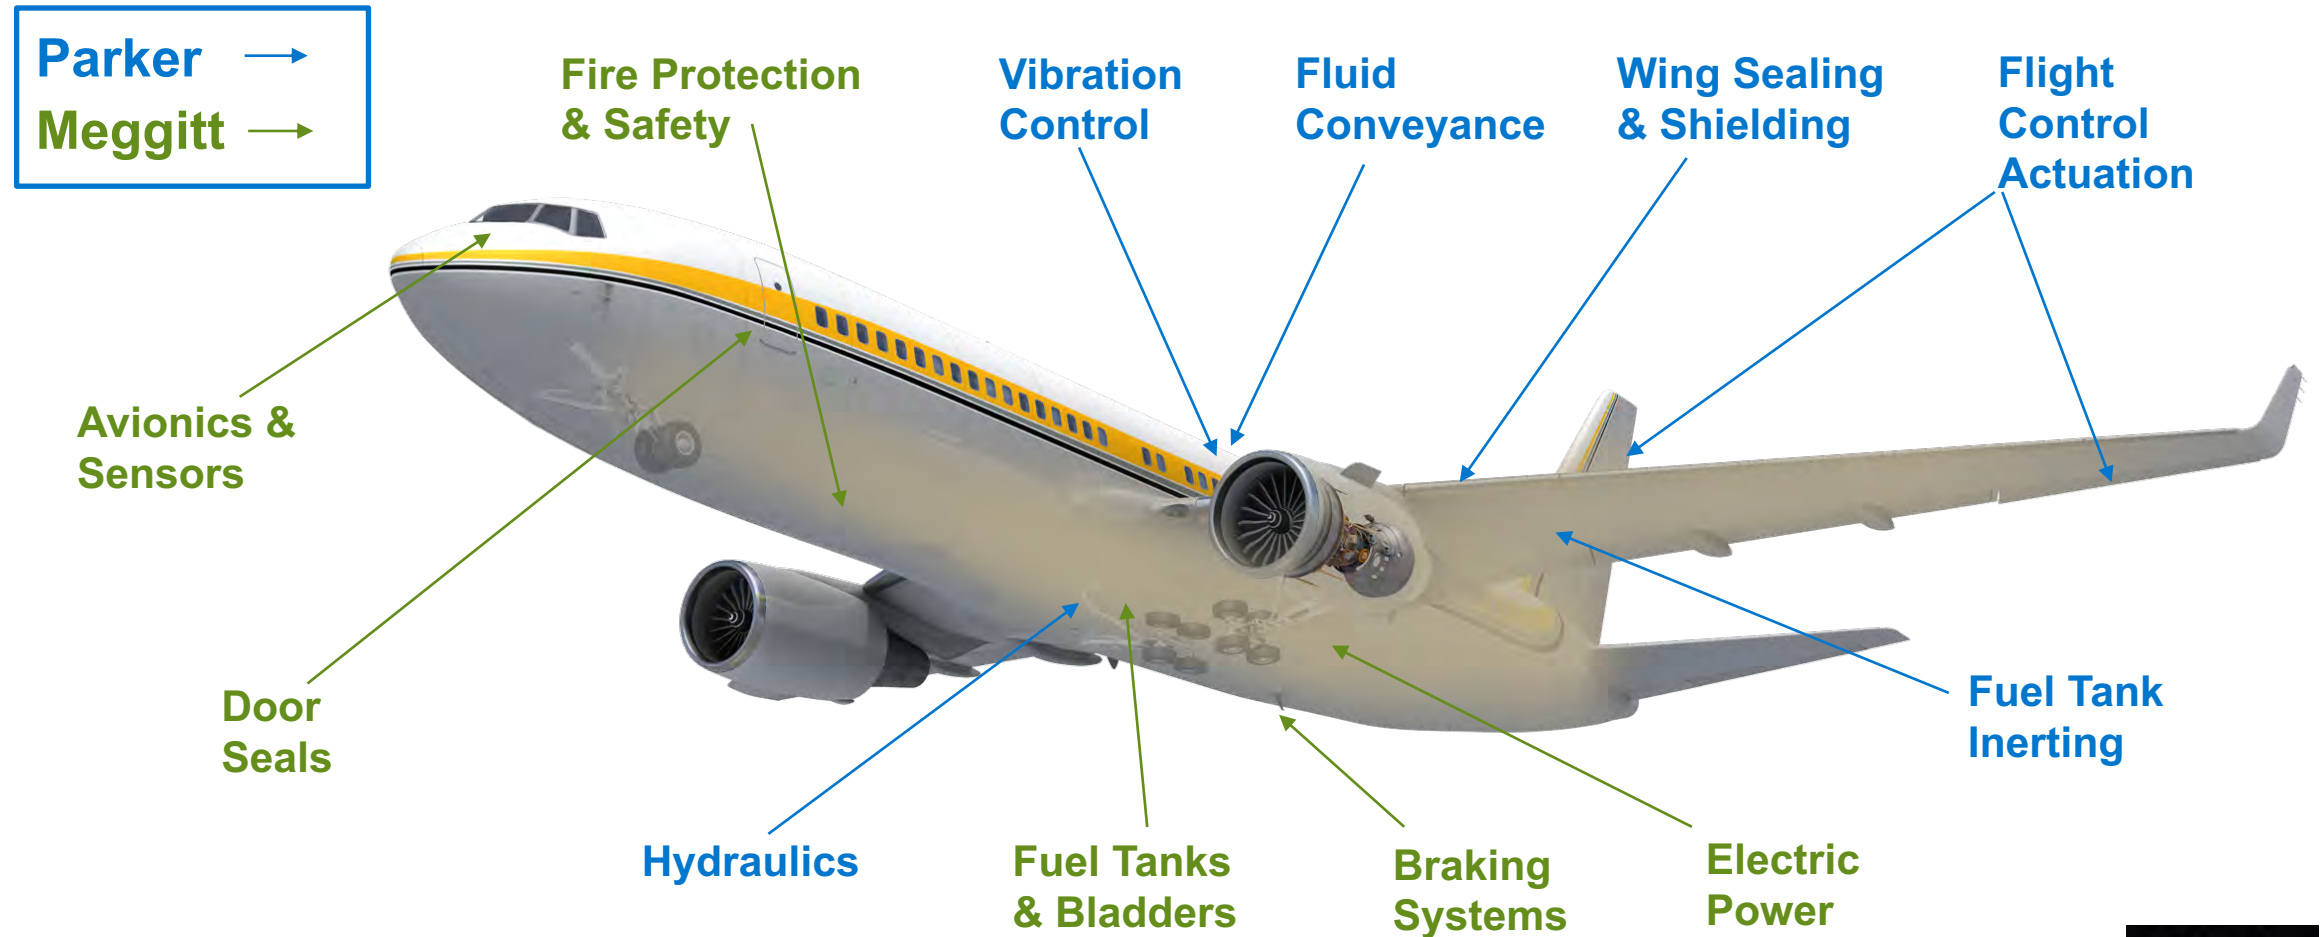 Parker
Meggitt
Fire Protection
& Safety
Vibration
Control
Fluid
Conveyance
Wing Sealing
& Shielding
Flight
Control
Actuation
Avionics &
Sensors
Door
Seals
Hydraulics
Fuel Tanks
& Bladders
Braking
Systems
Electric
Power
Fuel Tank
Inerting